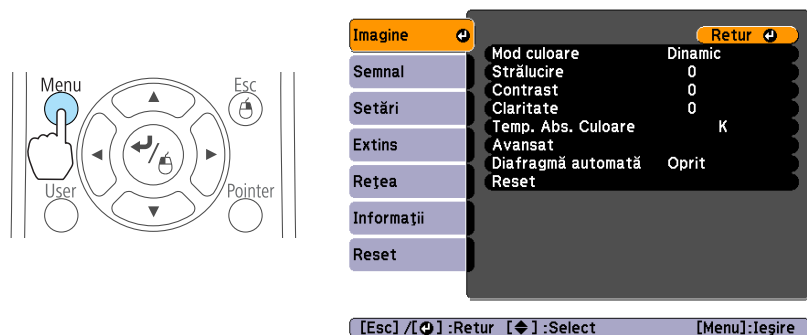 Menu
Esc
User
Pointer
Imagine
Semnal
Setări
Extins
Reţea
Informaţii
Reset
Retur
Mod culoare Dinamic
Strălucire 0
Contrast 0
Claritate 0
Temp. Abs. Culoare K
Avansat
Diafragmă automată Oprit
Reset
[Esc] /[ ] :Retur [ ] :Select [Menu]:Ieşire